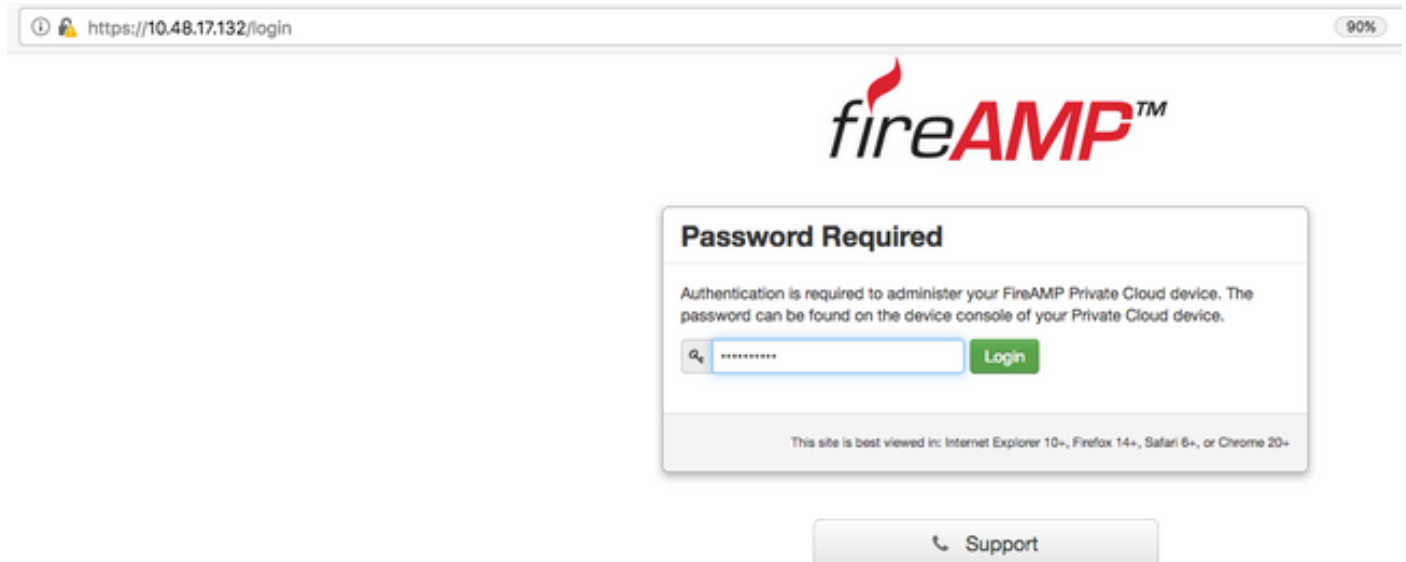 https://10.48.17.132/login
90%
fireAMP™
Password Required
Authentication is required to administer your FireAMP Private Cloud device. The
password can be found on the device console of your Private Cloud device.
••••••••••
Login
This site is best viewed in: Internet Explorer 10+, Firefox 14+, Safari 6+, or Chrome 20+
Support